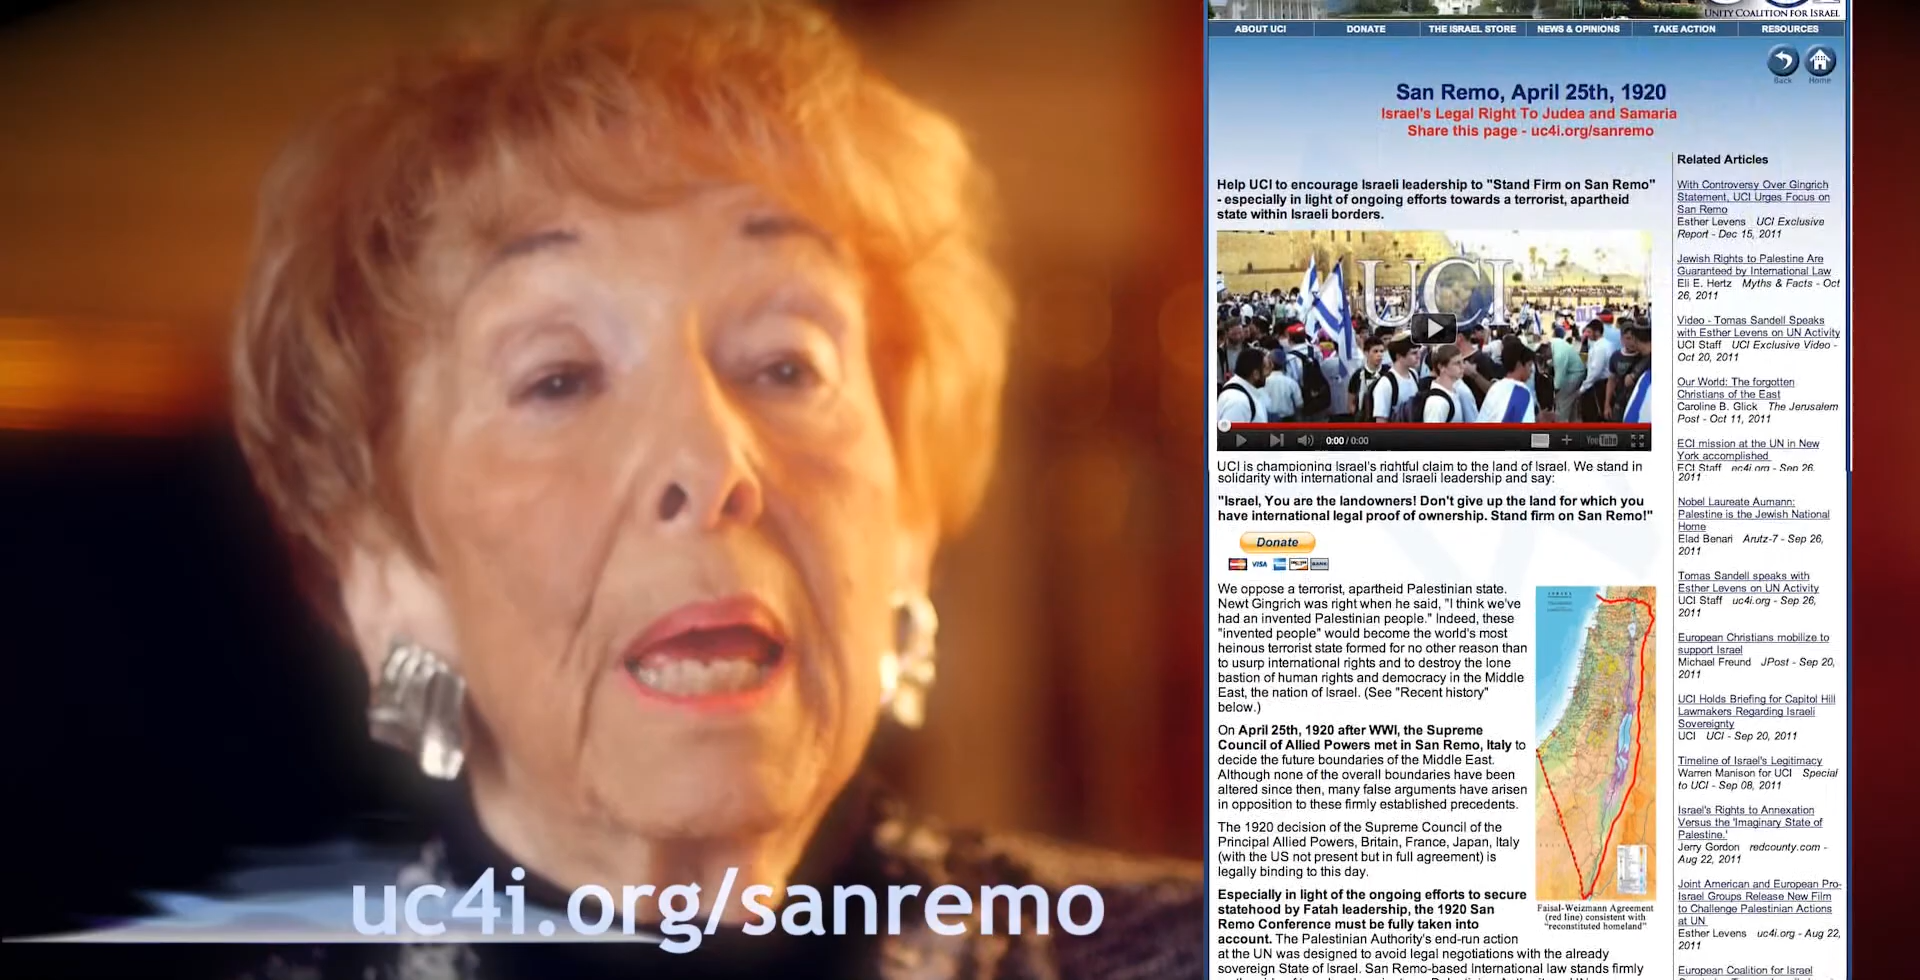 uc4i.org/sanremo
UNITY COALITION FOR ISRAEL
ABOUT UCI
DONATE
THE ISRAEL STORE
NEWS & OPINIONS
TAKE ACTION
RESOURCES
Back
Home
San Remo, April 25th, 1920
Israel's Legal Right To Judea and Samaria
Share this page - uc4i.org/sanremo
Help UCI to encourage Israeli leadership to "Stand Firm on San Remo"
- especially in light of ongoing efforts towards a terrorist, apartheid
state within Israeli borders.
UCI
0:00 / 0:00
YouTube
UCI is championing Israel's rightful claim to the land of Israel. We stand in
solidarity with international and Israeli leadership and say:
"Israel, You are the landowners! Don't give up the land for which you
have international legal proof of ownership. Stand firm on San Remo!"
Donate
VISA
BANK
We oppose a terrorist, apartheid Palestinian state.
Newt Gingrich was right when he said, "I think we've
had an invented Palestinian people." Indeed, these
"invented people" would become the world's most
heinous terrorist state formed for no other reason than
to usurp international rights and to destroy the lone
bastion of human rights and democracy in the Middle
East, the nation of Israel. (See "Recent history"
below.)
On April 25th, 1920 after WWI, the Supreme
Council of Allied Powers met in San Remo, Italy to
decide the future boundaries of the Middle East.
Although none of the overall boundaries have been
altered since then, many false arguments have arisen
in opposition to these firmly established precedents.
The 1920 decision of the Supreme Council of the
Principal Allied Powers, Britain, France, Japan, Italy
(with the US not present but in full agreement) is
legally binding to this day.
Especially in light of the ongoing efforts to secure
statehood by Fatah leadership, the 1920 San
Remo Conference must be fully taken into
account. The Palestinian Authority's end-run action
at the UN was designed to avoid legal negotiations with the already
sovereign State of Israel. San Remo-based International law stands firmly
Faisal-Weizmann Agreement
(red line) consistent with
"reconstituted homeland"
Related Articles
With Controversy Over Gingrich
Statement, UCI Urges Focus on
San Remo
Esther Levens UCI Exclusive
Report - Dec 15, 2011
Jewish Rights to Palestine Are
Guaranteed by International Law
Eli E. Hertz Myths & Facts - Oct
26, 2011
Video - Tomas Sandell Speaks
with Esther Levens on UN Activity
UCI Staff UCI Exclusive Video -
Oct 20, 2011
Our World: The forgotten
Christians of the East
Caroline B. Glick The Jerusalem
Post - Oct 11, 2011
ECI mission at the UN in New
York accomplished
ECI Staff ec4i.org - Sep 26,
2011
Nobel Laureate Aumann:
Palestine is the Jewish National
Home
Elad Benari Arutz-7 - Sep 26,
2011
Tomas Sandell speaks with
Esther Levens on UN Activity
UCI Staff uc4i.org - Sep 26,
2011
European Christians mobilize to
support Israel
Michael Freund JPost - Sep 20,
2011
UCI Holds Briefing for Capitol Hill
Lawmakers Regarding Israeli
Sovereignty
UCI UCI - Sep 20, 2011
Timeline of Israel's Legitimacy
Warren Manison for UCI Special
to UCI - Sep 08, 2011
Israel's Rights to Annexation
Versus the 'Imaginary State of
Palestine.'
Jerry Gordon redcounty.com -
Aug 22, 2011
Joint American and European Pro-
Israel Groups Release New Film
to Challenge Palestinian Actions
at UN
Esther Levens uc4i.org - Aug 22,
2011
European Coalition for Israel